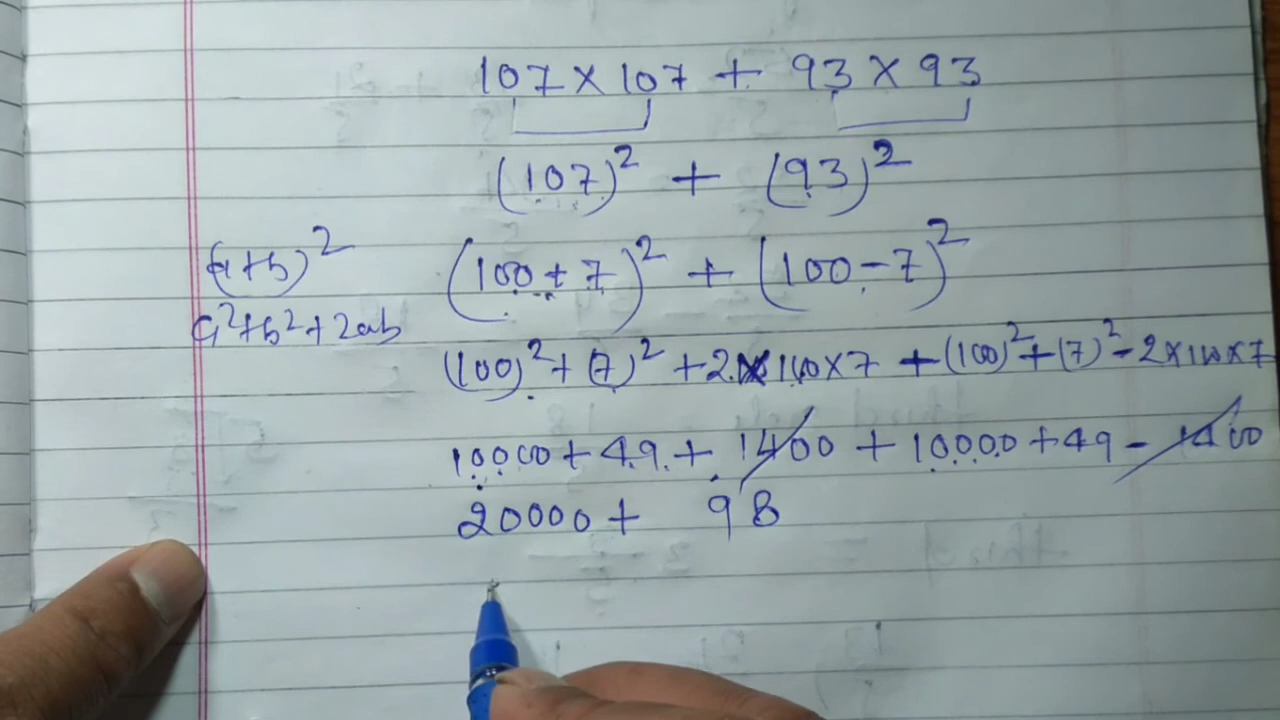 107 × 107 + 93 × 93
(107)² + (93)²
(a+b)²
(100 + 7)² + (100 - 7)²
a²+b²+2ab
(100)² + (7)² + 2×100×7 + (100)² + (7)² - 2×100×7
10000 + 49 + 1400 + 10000 + 49 - 1400
20000 + 98